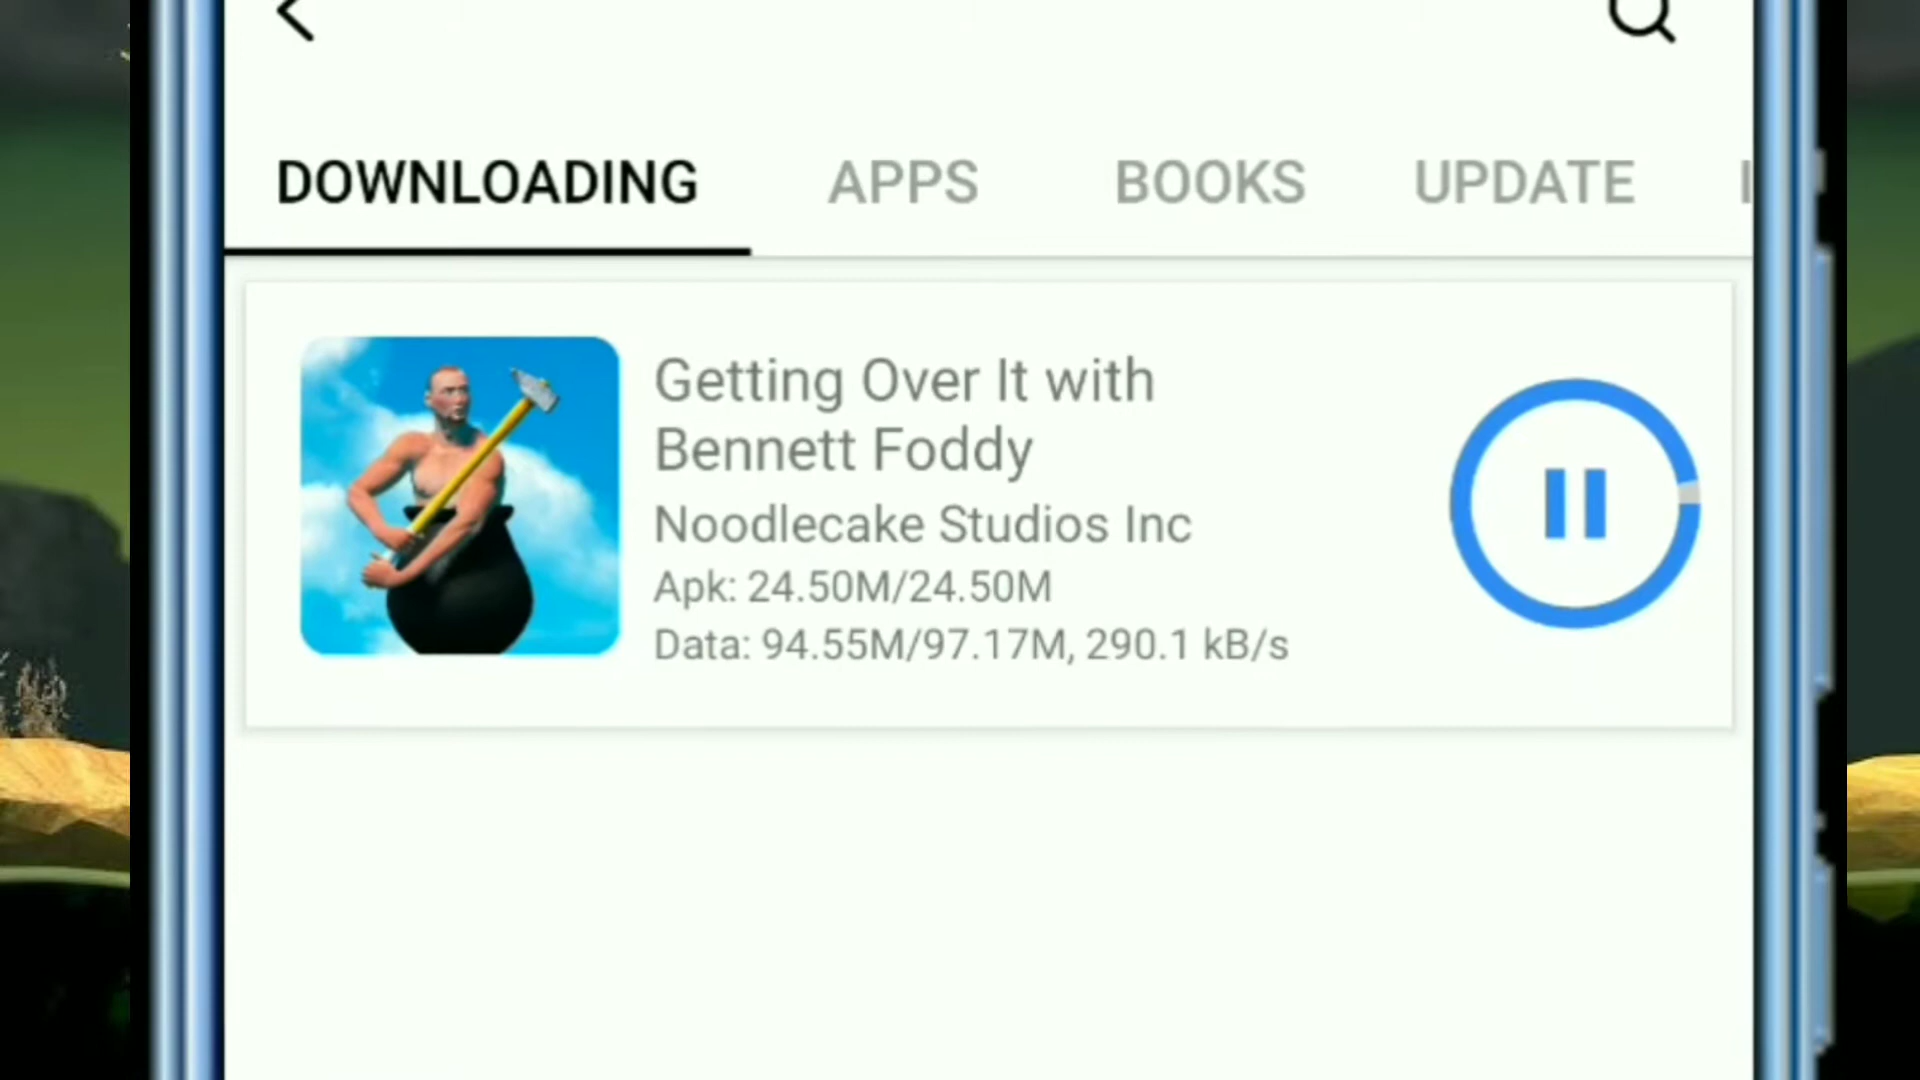 DOWNLOADING APPS BOOKS UPDATE
Getting Over It with
Bennett Foddy
Noodlecake Studios Inc
Apk: 24.50M/24.50M
Data: 94.55M/97.17M, 290.1 kB/s